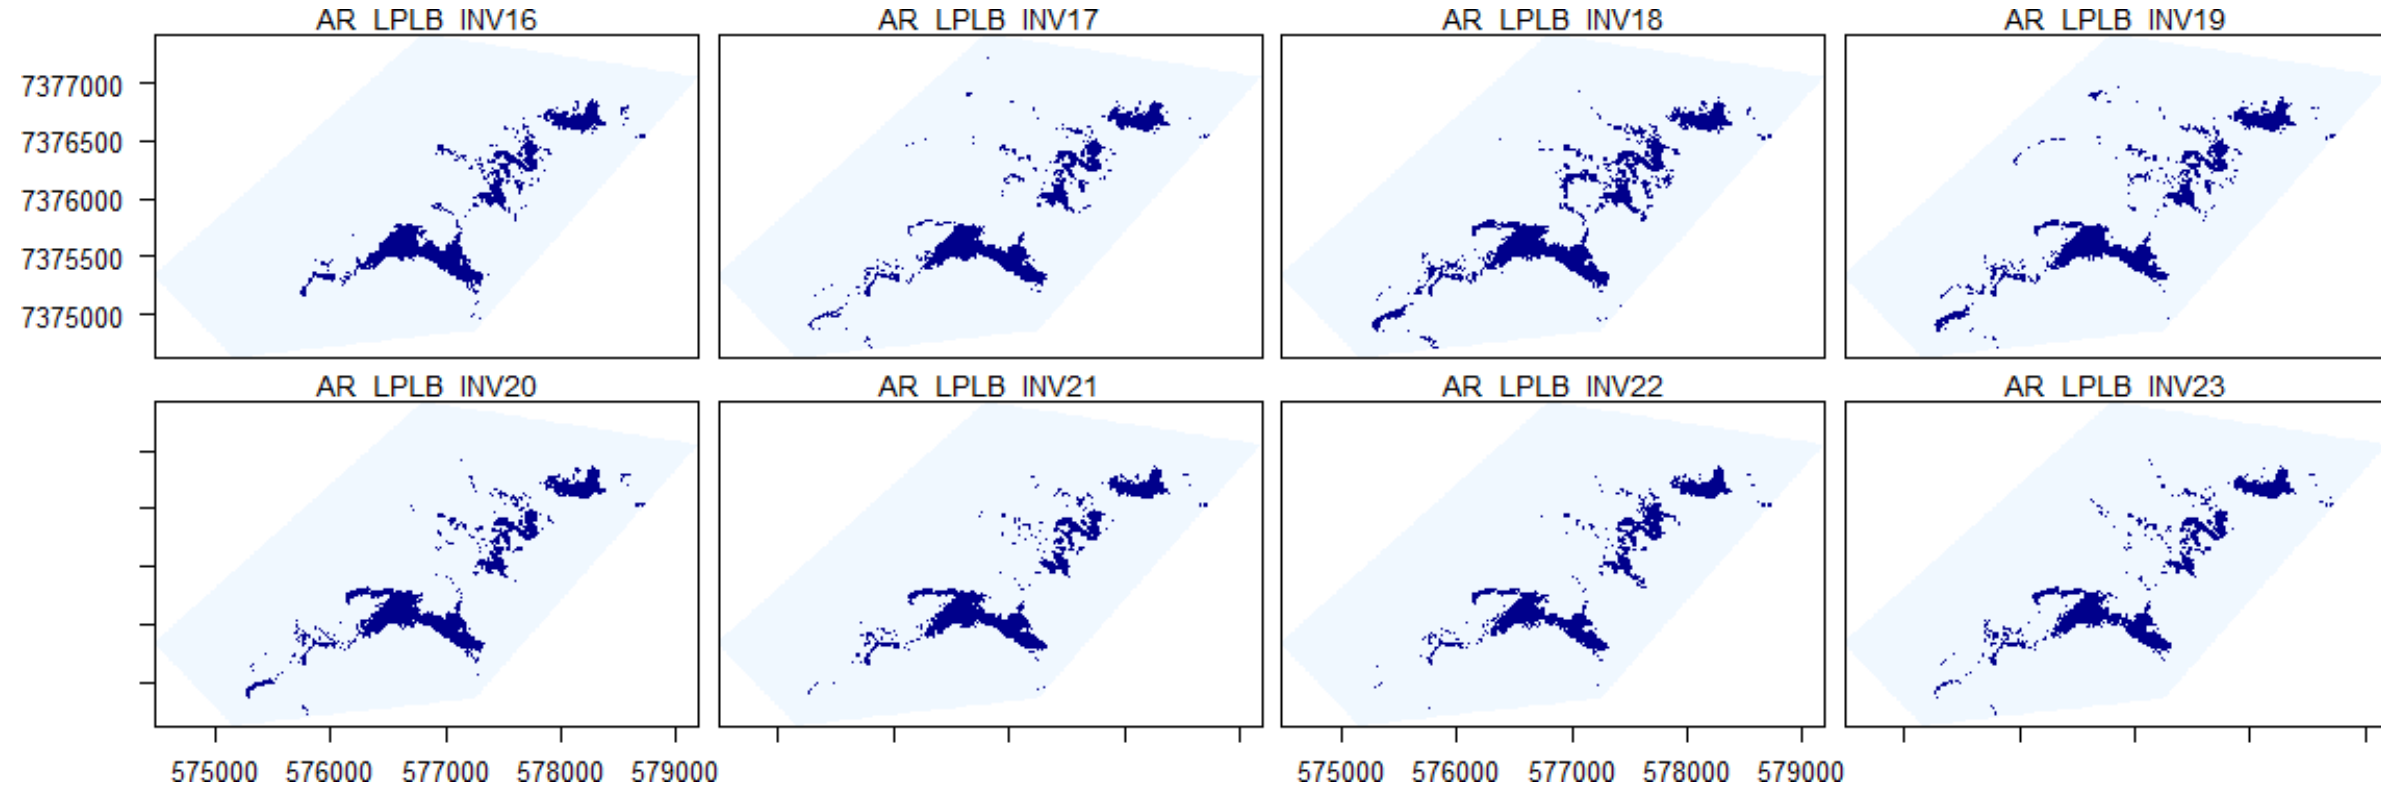 AR LPLB INV16 AR LPLB INV17 AR LPLB INV18 AR LPLB INV19
7377000
7376500
7376000
7375500
7375000
AR LPLB INV20 AR LPLB INV21 AR LPLB INV22 AR LPLB INV23
575000 576000 577000 578000 579000 575000 576000 577000 578000 579000